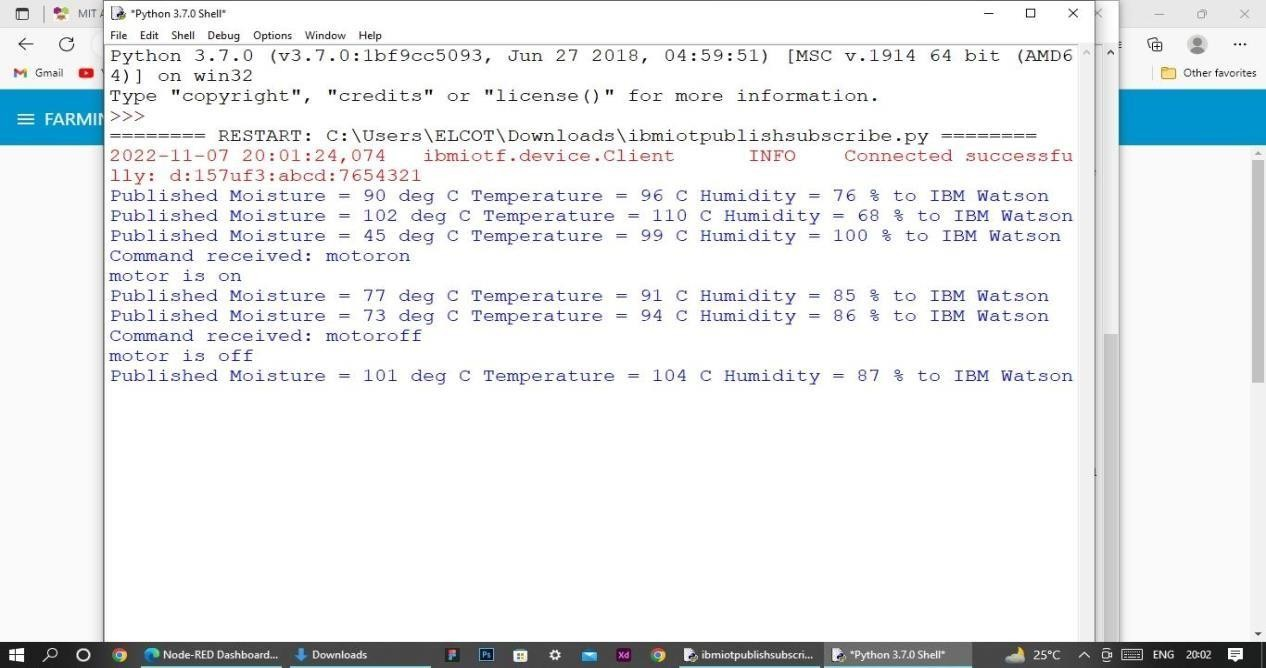 MIT A
*Python 3.7.0 Shell*
File Edit Shell Debug Options Window Help
Gmail
Other favorites
FARMIN
Python 3.7.0 (v3.7.0:1bf9cc5093, Jun 27 2018, 04:59:51) [MSC v.1914 64 bit (AMD6
4)] on win32
Type "copyright", "credits" or "license()" for more information.
>>>
======== RESTART: C:\Users\ELCOT\Downloads\ibmiotpublishsubscribe.py ========
2022-11-07 20:01:24,074 ibmiotf.device.Client INFO Connected successfu
lly: d:157uf3:abcd:7654321
Published Moisture = 90 deg C Temperature = 96 C Humidity = 76 % to IBM Watson
Published Moisture = 102 deg C Temperature = 110 C Humidity = 68 % to IBM Watson
Published Moisture = 45 deg C Temperature = 99 C Humidity = 100 % to IBM Watson
Command received: motoron
motor is on
Published Moisture = 77 deg C Temperature = 91 C Humidity = 85 % to IBM Watson
Published Moisture = 73 deg C Temperature = 94 C Humidity = 86 % to IBM Watson
Command received: motoroff
motor is off
Published Moisture = 101 deg C Temperature = 104 C Humidity = 87 % to IBM Watson
Node-RED Dashboard... Downloads Ps Xd ibmiotpublishsubscri... *Python 3.7.0 Shell* 25°C ENG 20:02